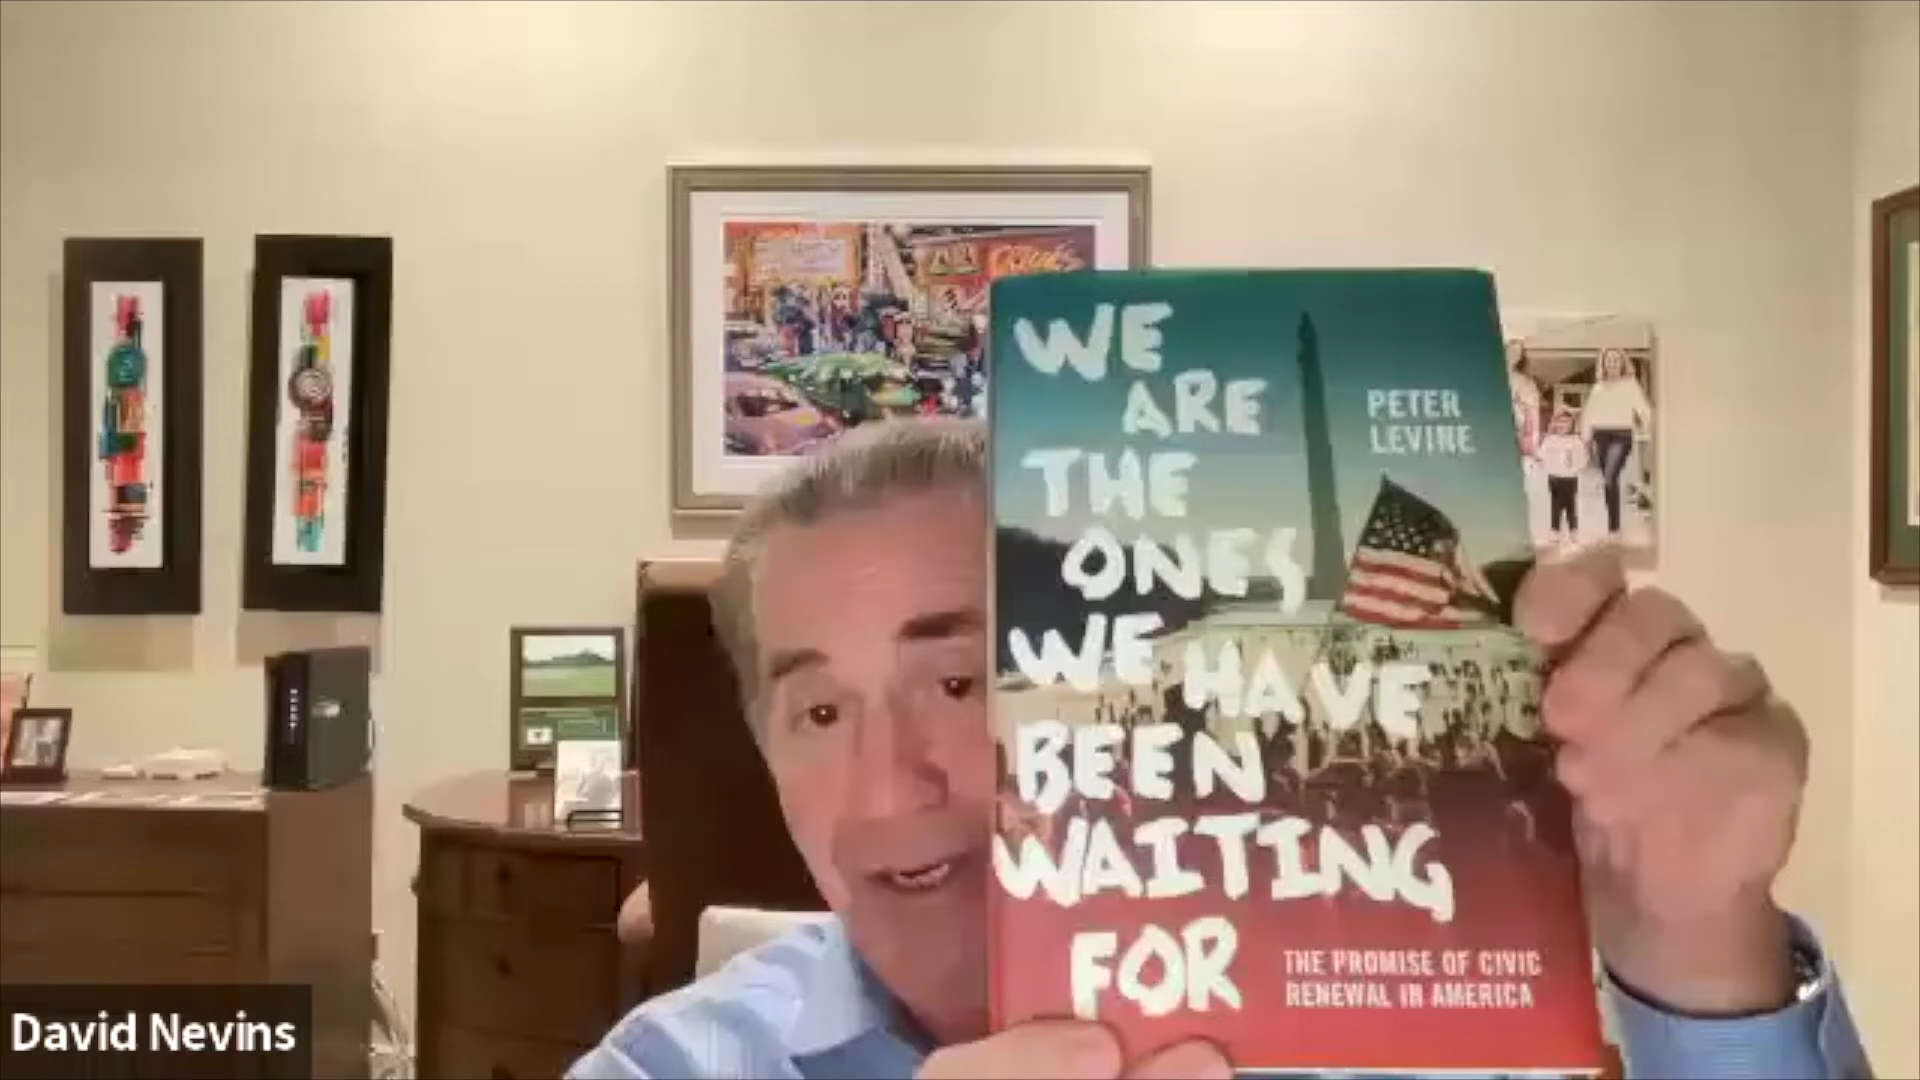 WE
ARE
THE
ONES
WE HAVE
BEEN
WAITING
FOR
PETER
LEVINE
THE PROMISE OF CIVIC
RENEWAL IN AMERICA
David Nevins